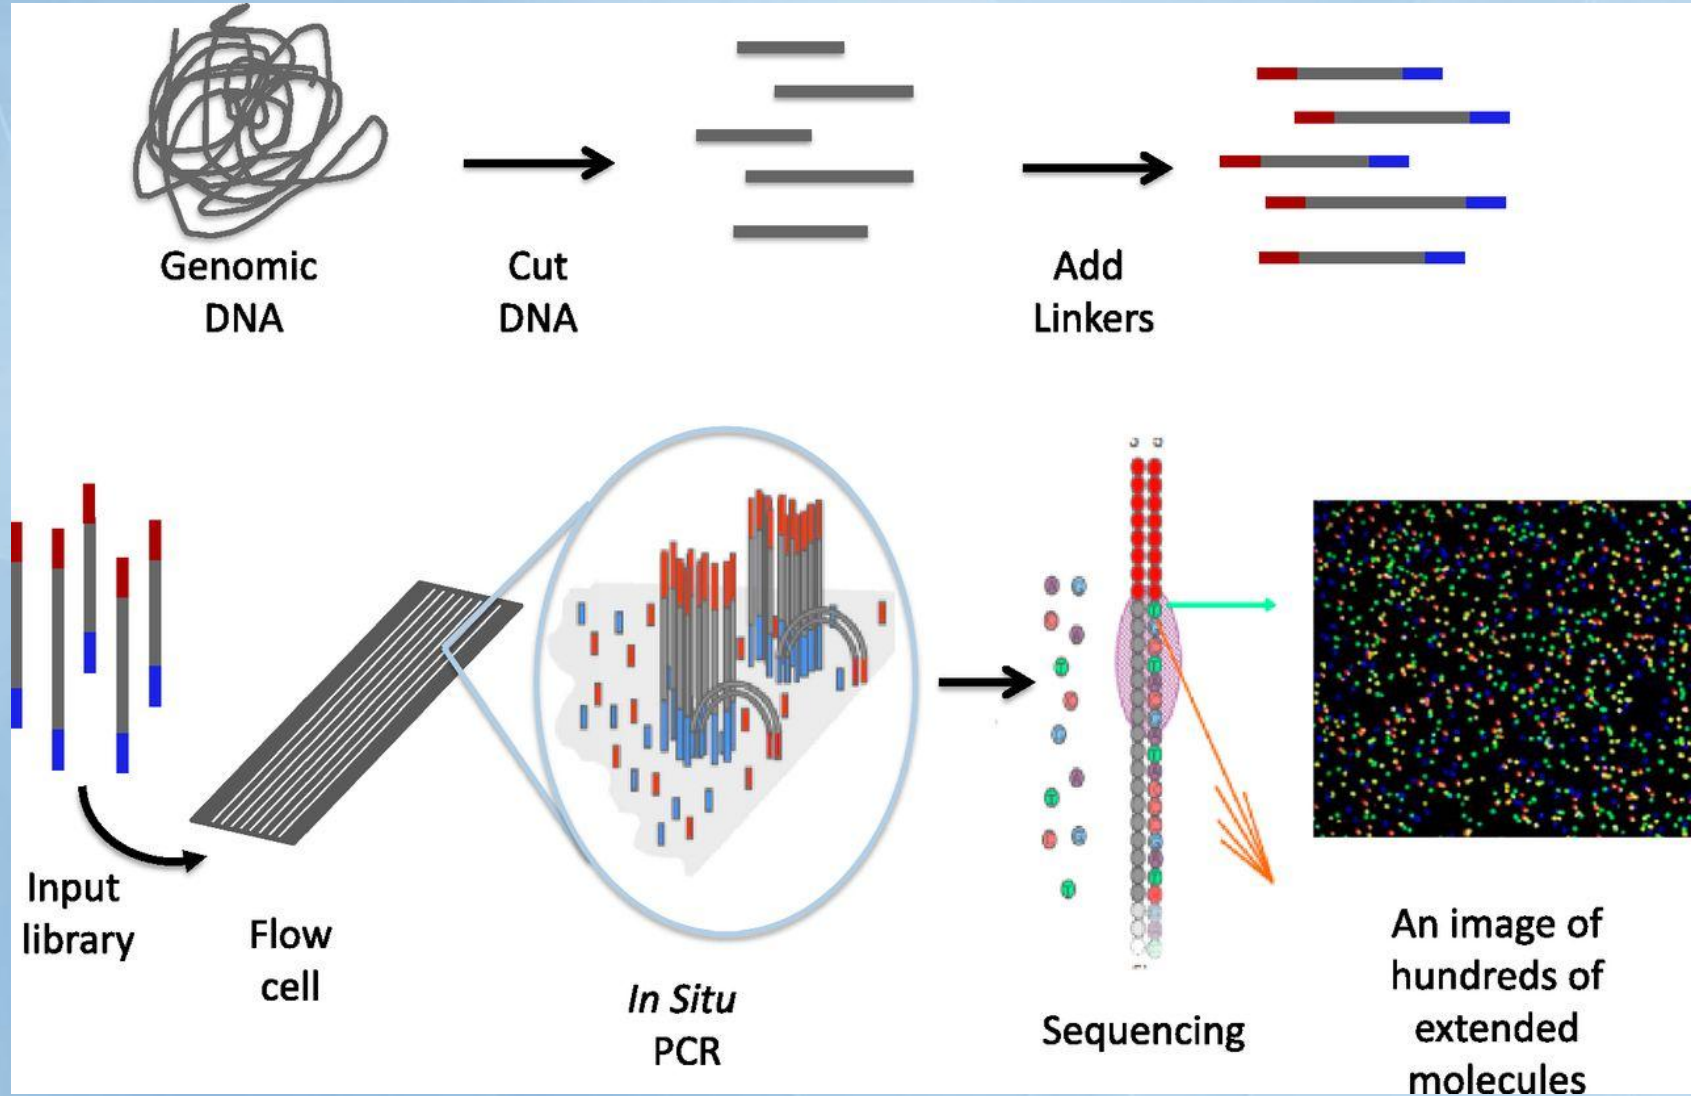 Genomic
DNA
Cut
DNA
Add
Linkers
Input
library
Flow
cell
In Situ
PCR
Sequencing
An image of
hundreds of
extended
molecules